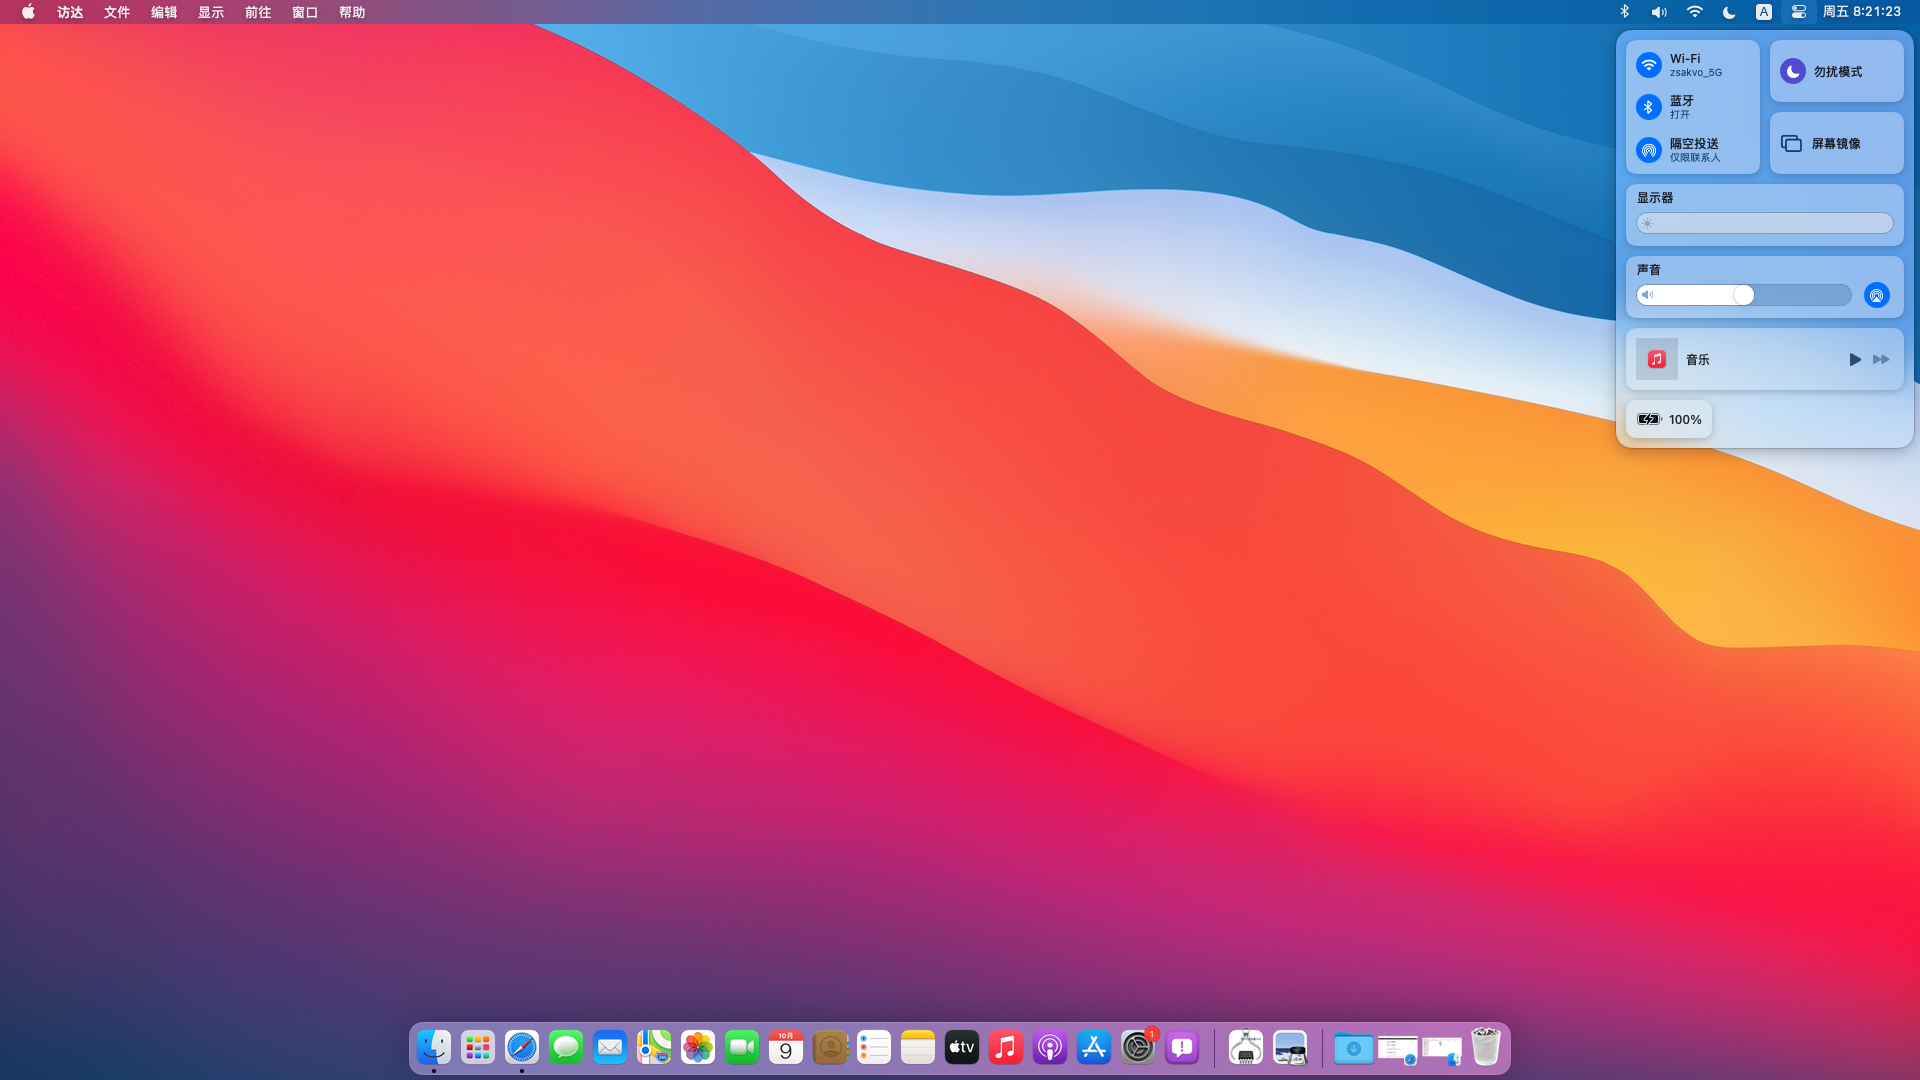 访达 文件 编辑 显示 前往 窗口 帮助
A 周五 8:21:23
Wi-Fi
zsakvo_5G
蓝牙
打开
隔空投送
仅限联系人
勿扰模式
屏幕镜像
显示器
声音
音乐
100%
10月
9
tv
1